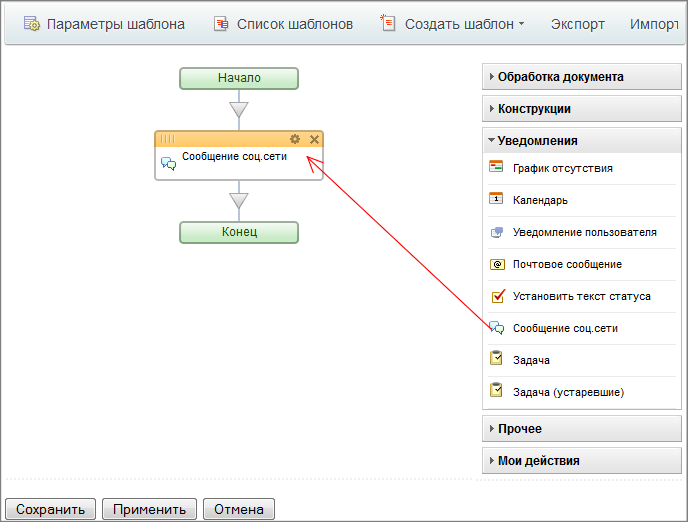 Параметры шаблона Список шаблонов Создать шаблон Экспорт Импорт
Начало
Сообщение соц.сети
Конец
Обработка документа
Конструкции
Уведомления
График отсутствия
Календарь
Уведомление пользователя
Почтовое сообщение
Установить текст статуса
Сообщение соц.сети
Задача
Задача (устаревшие)
Прочее
Мои действия
Сохранить Применить Отмена